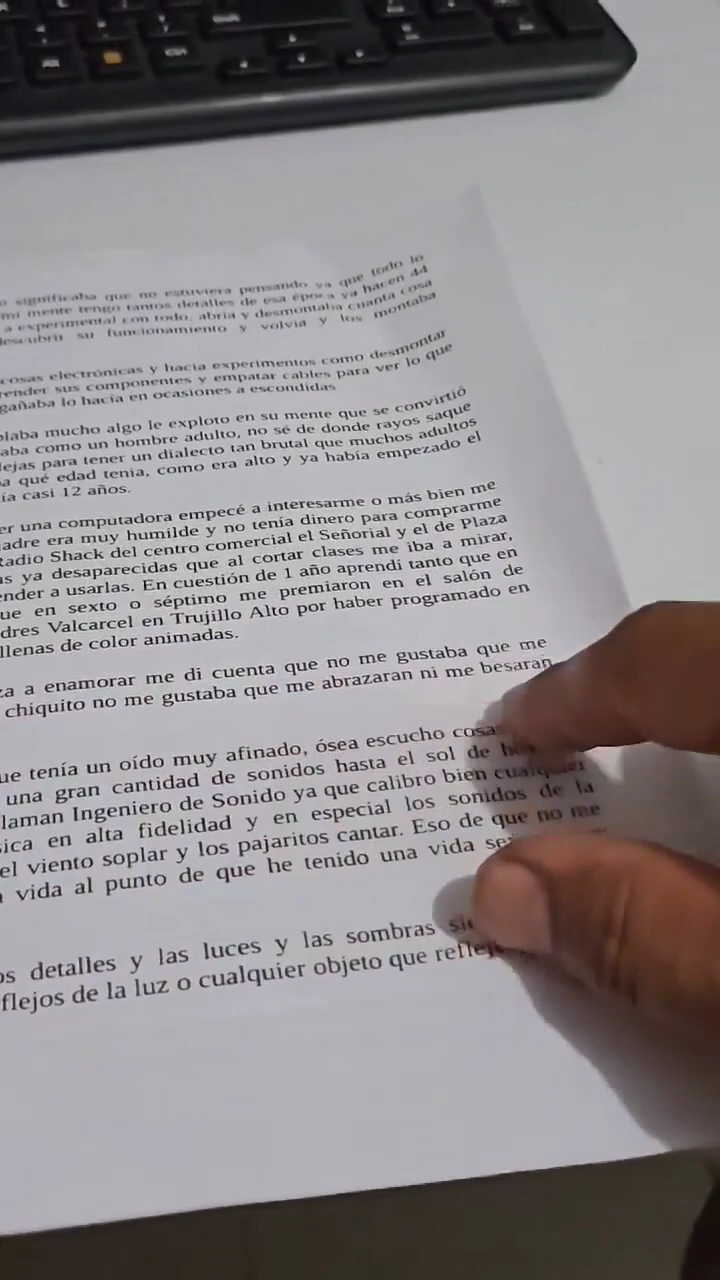 significaba que no estuviera pensando ya que todo lo
mi mente tengo tantos detalles de esa época ya hacen 44
a experimental con todo, abria y desmontaba cuanta cosa
descubrir su funcionamiento y volvia y los montaba
cosas electrónicas y hacia experimentos como desmontar
render sus componentes y empatar cables para ver lo que
gañaba lo hacía en ocasiones a escondidas
blaba mucho algo le exploto en su mente que se convirtió
aba como un hombre adulto, no sé de donde rayos saque
lejas para tener un dialecto tan brutal que muchos adultos
a qué edad tenia, como era alto y ya había empezado el
ía casi 12 años.
er una computadora empecé a interesarme o más bien me
adre era muy humilde y no tenía dinero para comprarme
Radio Shack del centro comercial el Señorial y el de Plaza
as ya desaparecidas que al cortar clases me iba a mirar,
ender a usarlas. En cuestión de 1 año aprendí tanto que en
ue en sexto o séptimo me premiaron en el salón de
dres Valcarcel en Trujillo Alto por haber programado en
llenas de color animadas.
za a enamorar me di cuenta que no me gustaba que me
chiquito no me gustaba que me abrazaran ni me besaran
ue tenía un oído muy afinado, ósea escucho cosas
una gran cantidad de sonidos hasta el sol de
laman Ingeniero de Sonido ya que calibro bien cualquier
sica en alta fidelidad y en especial los sonidos de la
el viento soplar y los pajaritos cantar. Eso de que no me
vida al punto de que he tenido una vida
os detalles y las luces y las sombras
flejos de la luz o cualquier objeto que